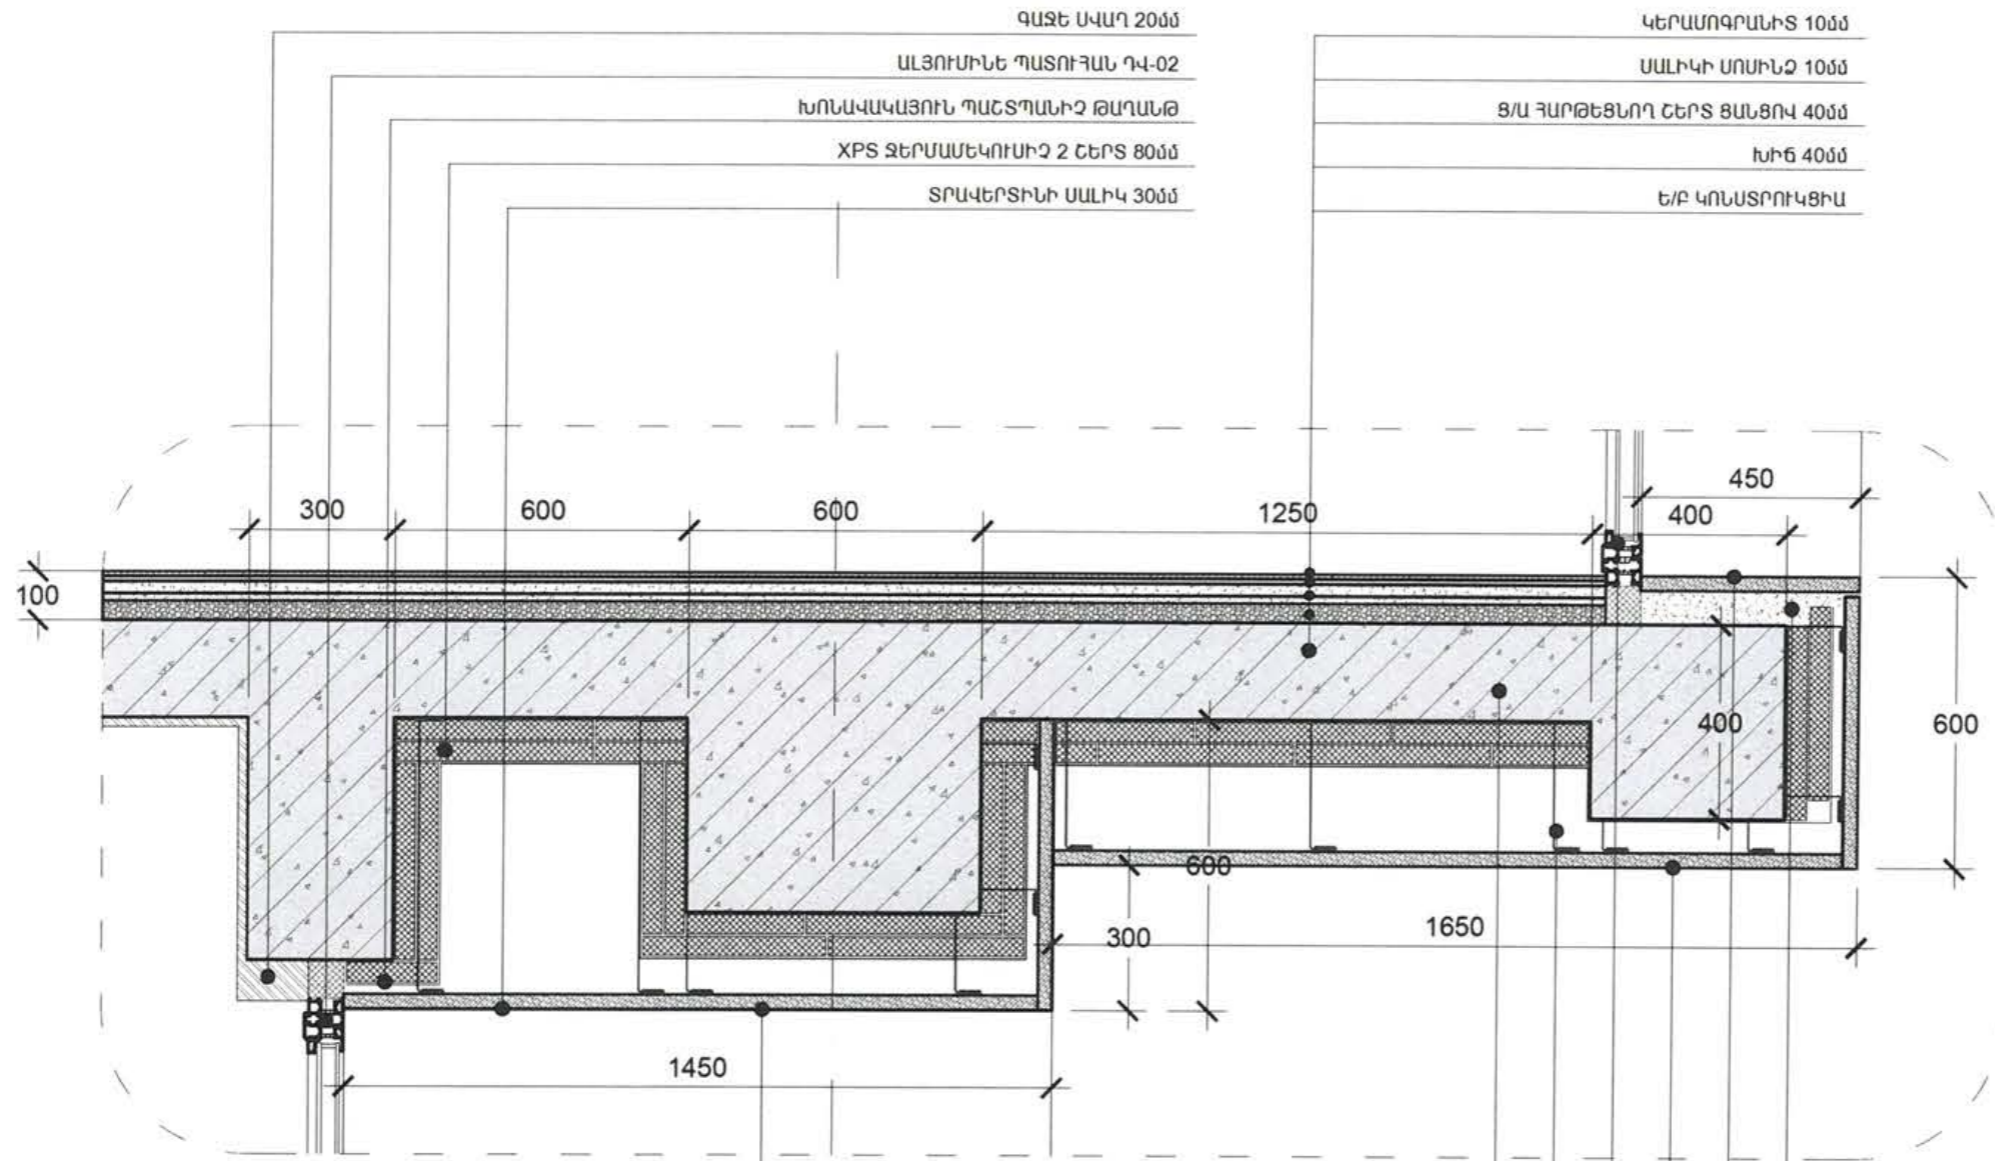 ԳԱՋԵ ՍՎԱՂ 20մմ
ԱԼՅՈՒՄԻՆԵ ՊԱՏՈՒՀԱՆ ԴՎ-02
ԽՈՆԱՎԱԿԱՅՈՒՆ ՊԱՇՏՊԱՆԻՉ ԹԱՂԱՆԹ
XPS ՋԵՐՄԱՄԵԿՈՒՍԻՉ 2 ՇԵՐՏ 80մմ
ՏՐԱՎԵՐՏԻՆԻ ՍԱԼԻԿ 30մմ
ԿԵՐԱՄՈԳՐԱՆԻՏ 10մմ
ՍԱԼԻԿԻ ՍՈՍԻՆՁ 10մմ
Ց/Ա ՀԱՐԹԵՑՆՈՂ ՇԵՐՏ ՑԱՆՑՈՎ 40մմ
ԽԻՃ 40մմ
Ե/Բ ԿՈՆՍՏՐՈՒԿՑԻԱ
450
300
600
600
1250
400
100
400
600
600
300
1650
1450